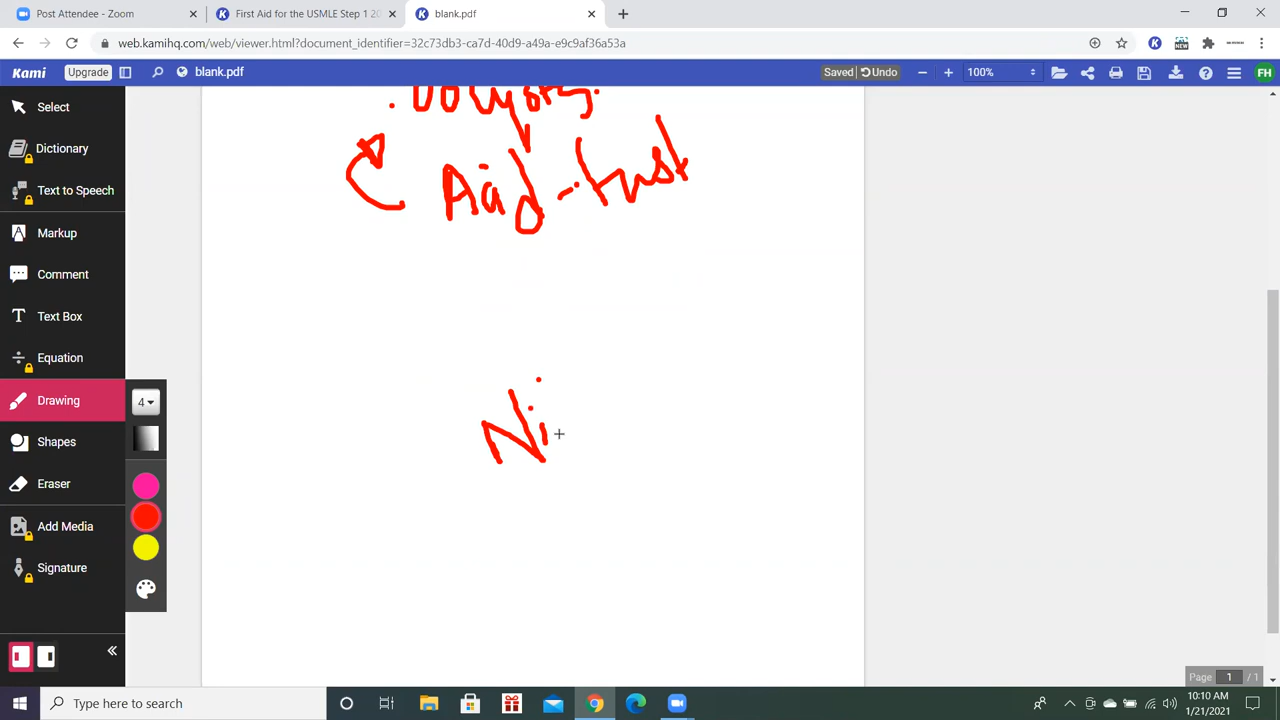 Post Attendee - Zoom
First Aid for the USMLE Step 1 20
blank.pdf
web.kamihq.com/web/viewer.html?document_identifier=32c73db3-ca7d-40d9-a49a-e9c9af36a53a
Kami
Upgrade
blank.pdf
Saved
Undo
100%
FH
Select
Dictionary
Text to Speech
Markup
Comment
Text Box
Equation
Drawing
4
Shapes
Eraser
Add Media
Signature
Ni
Page 1 / 1
Type here to search
10:10 AM
1/21/2021